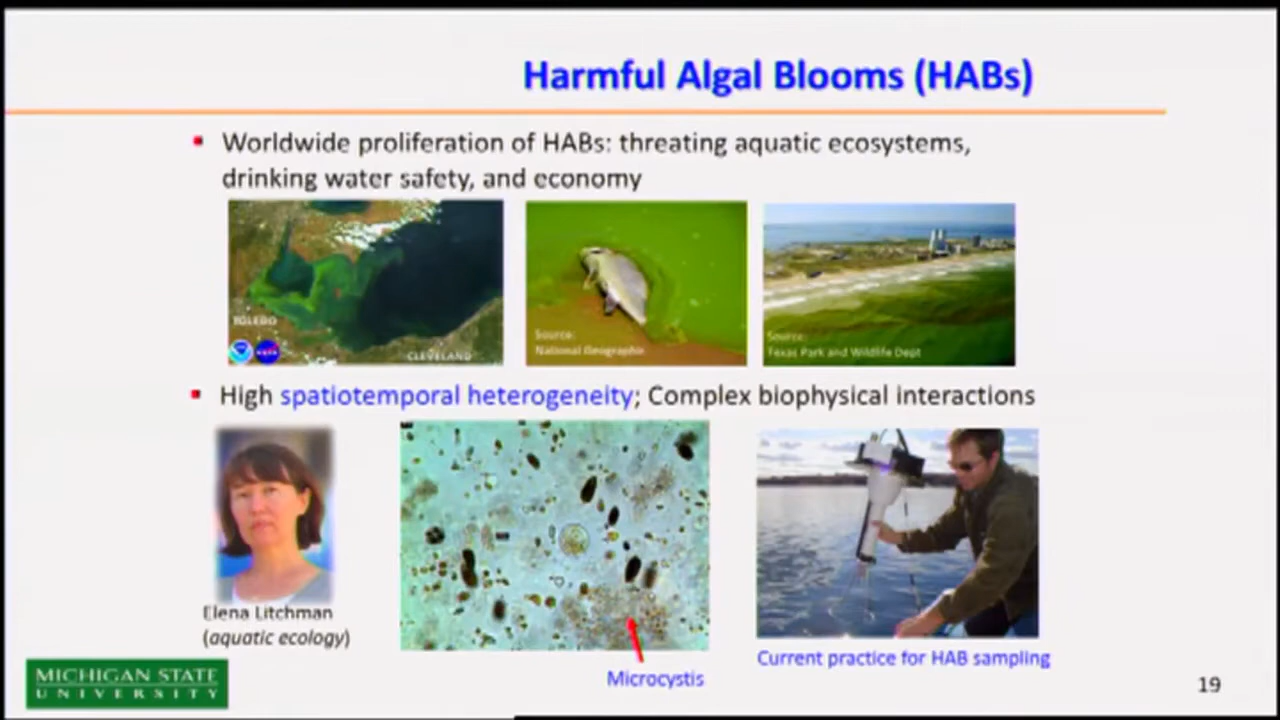 Harmful Algal Blooms (HABs)
Worldwide proliferation of HABs: threating aquatic ecosystems,
drinking water safety, and economy
TOLEDO
CLEVELAND
Source:
National Geographic
Source:
Texas Park and Wildlife Dept
High spatiotemporal heterogeneity; Complex biophysical interactions
Elena Litchman
(aquatic ecology)
Microcystis
Current practice for HAB sampling
MICHIGAN STATE
UNIVERSITY
19